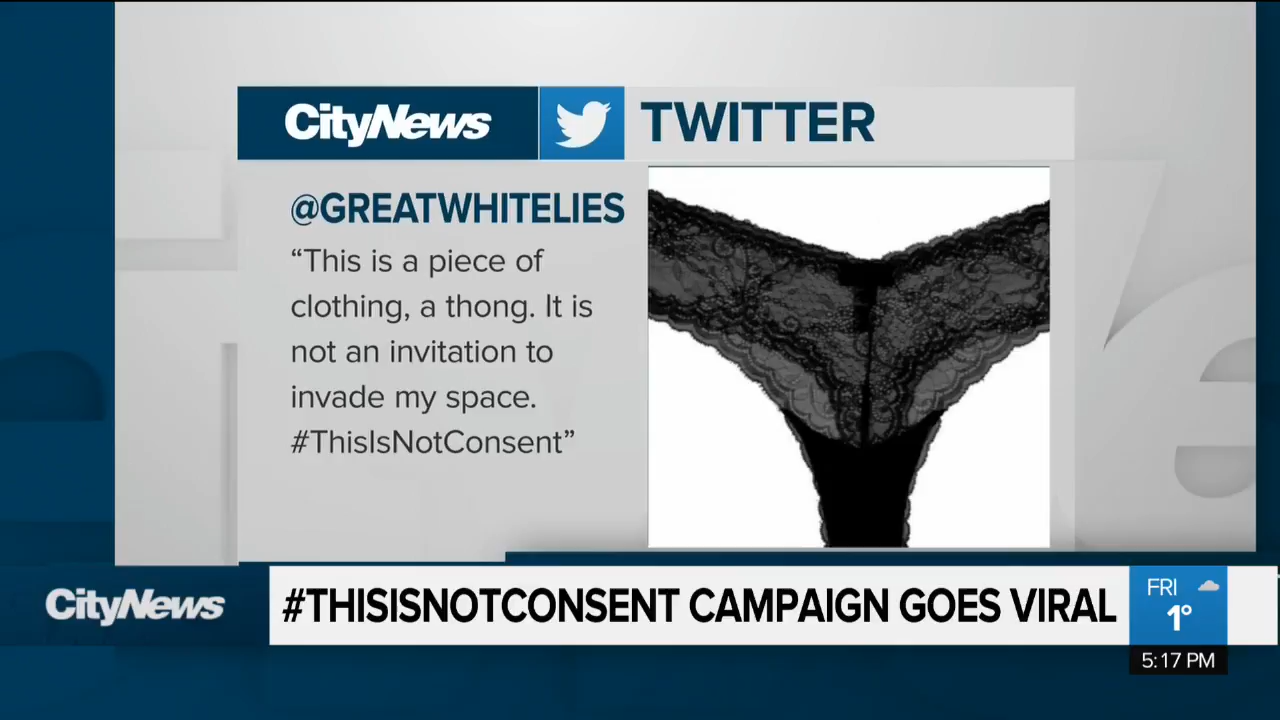 CityNews
TWITTER
@GREATWHITELIES
“This is a piece of
clothing, a thong. It is
not an invitation to
invade my space.
#ThisIsNotConsent”
CityNews
#THISISNOTCONSENT CAMPAIGN GOES VIRAL
FRI
1°
5:17 PM